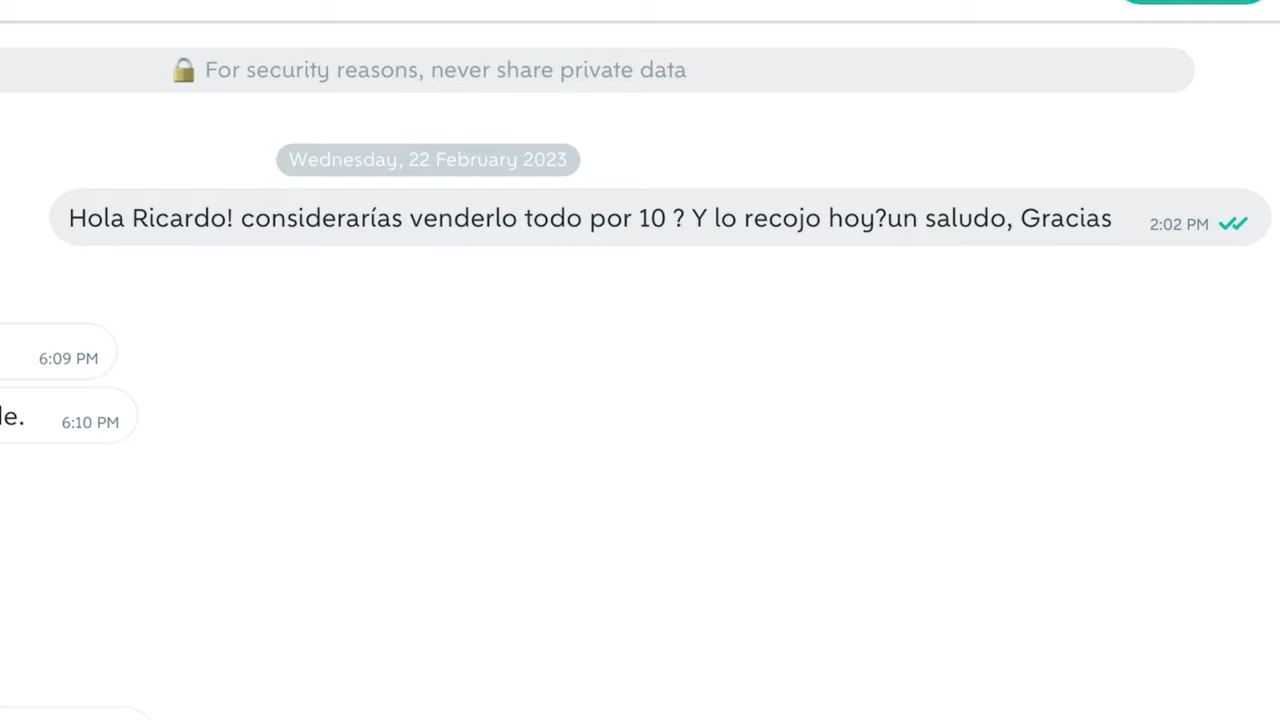 🔒 For security reasons, never share private data
Wednesday, 22 February 2023
Hola Ricardo! considerarías venderlo todo por 10 ? Y lo recojo hoy?un saludo, Gracias 2:02 PM
6:09 PM
6:10 PM